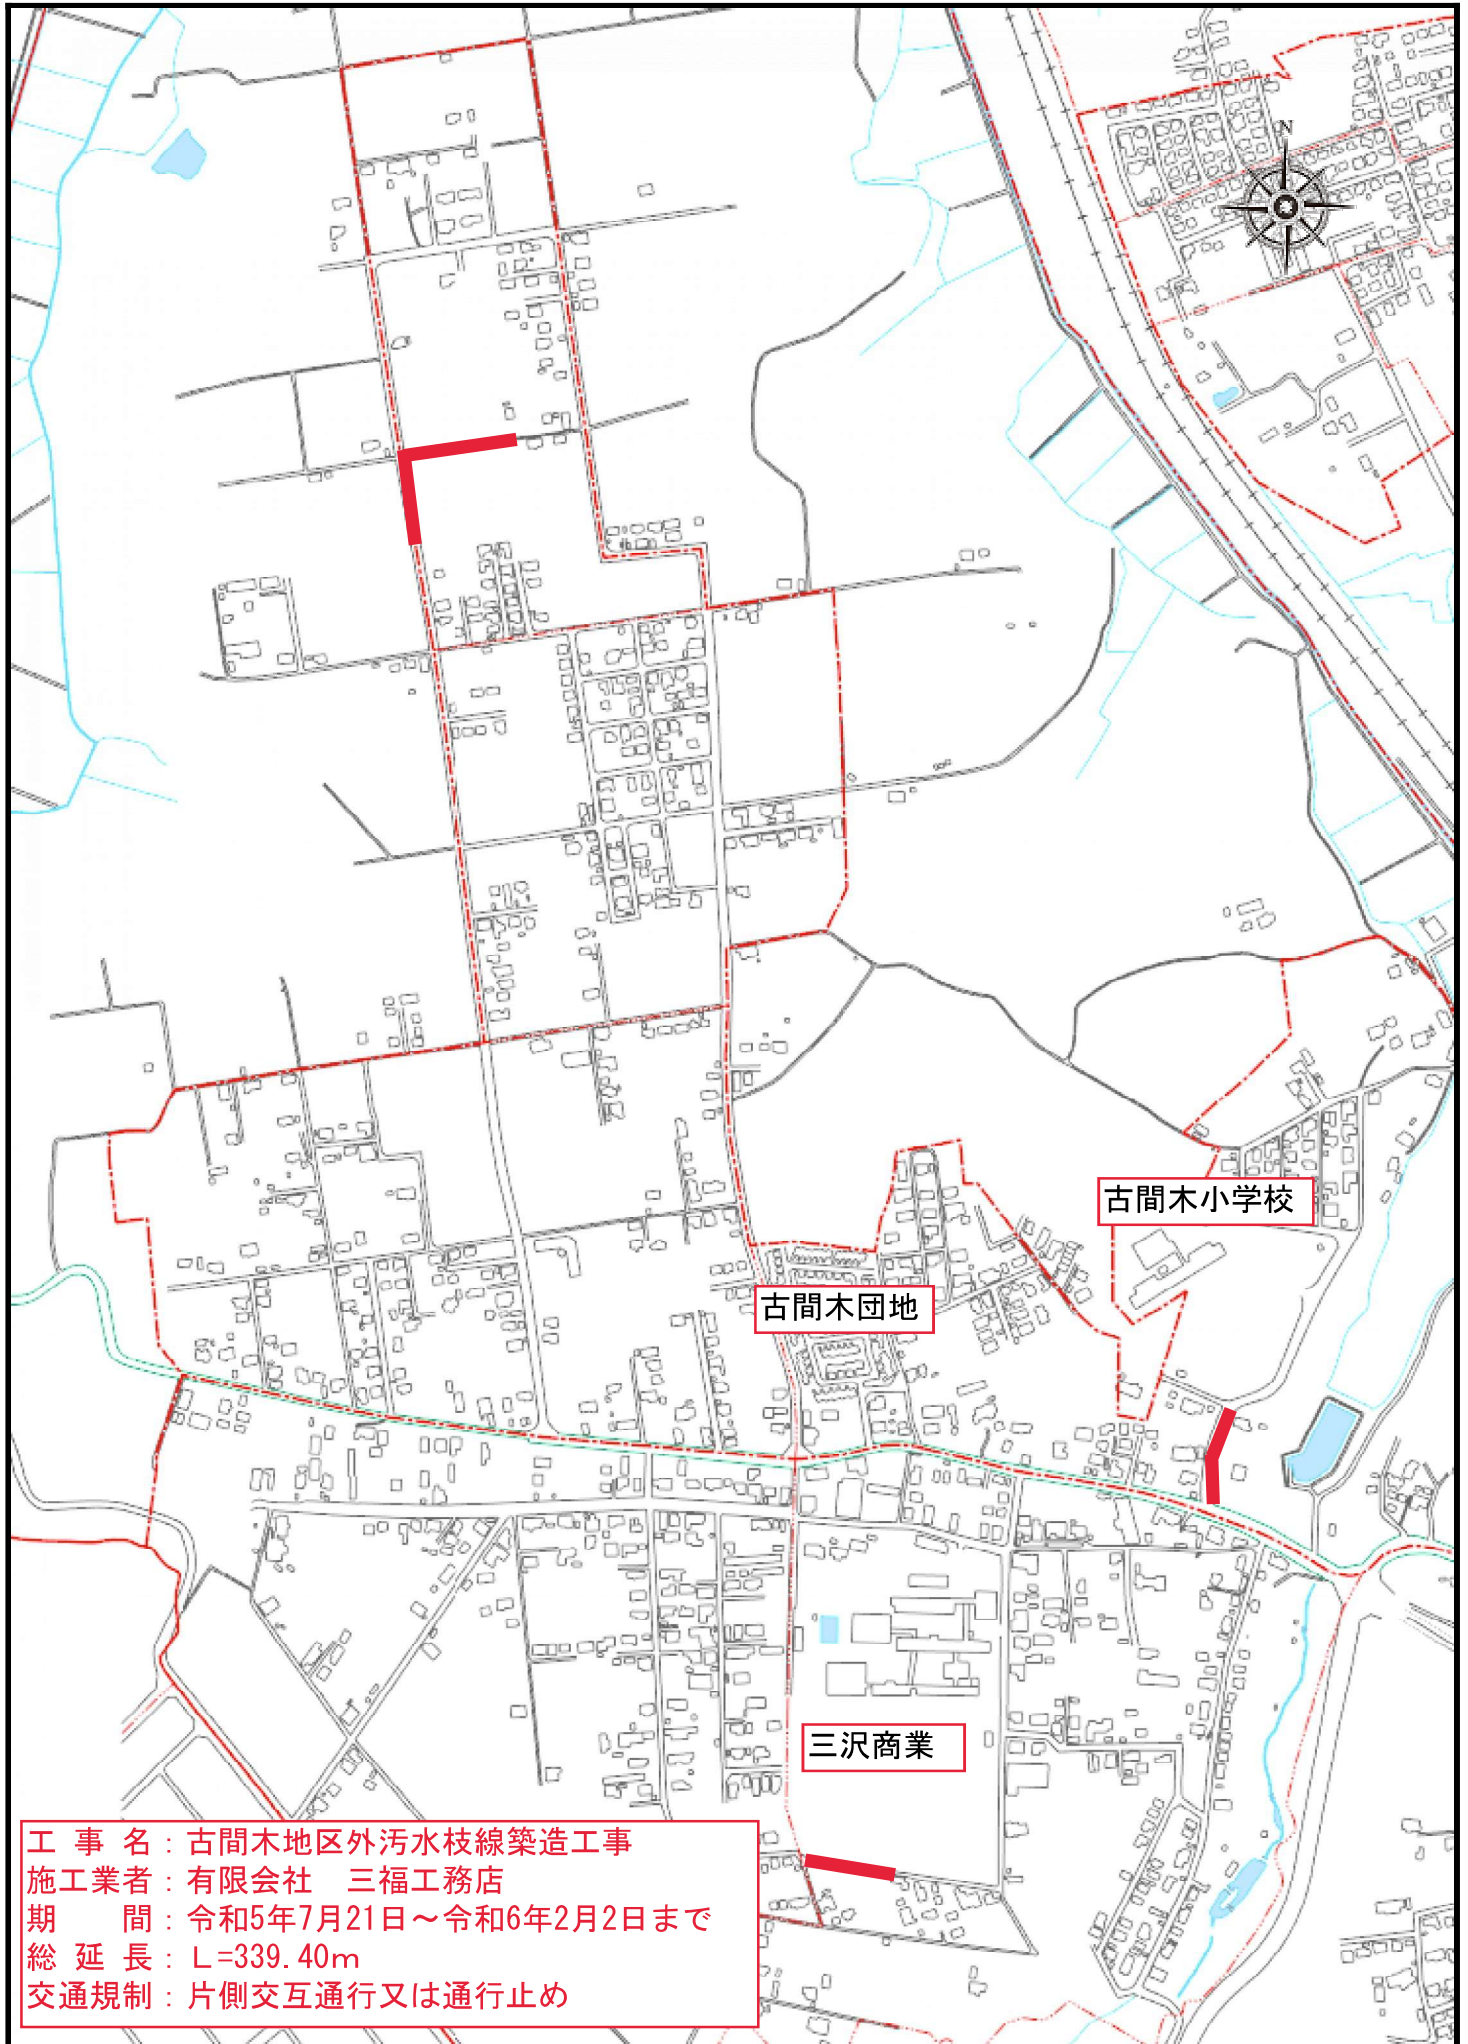 N
古間木小学校
古間木団地
三沢商業
工 事 名：古間木地区外汚水枝線築造工事
施工業者：有限会社　三福工務店
期　　間：令和5年7月21日～令和6年2月2日まで
総 延 長：Ｌ=339.40m
交通規制：片側交互通行又は通行止め